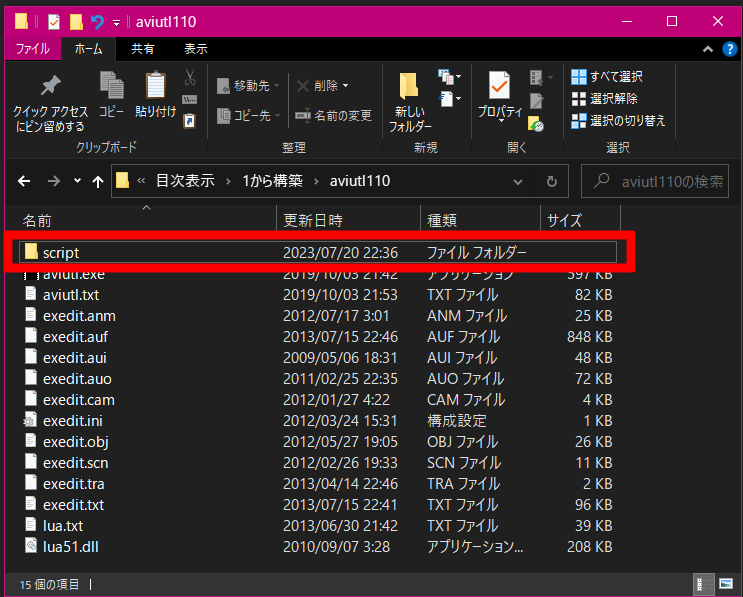 aviutl110
ファイル ホーム 共有 表示
クイック アクセス
にピン留めする
コピー
貼り付け
移動先
コピー先
削除
名前の変更
新しい
フォルダー
プロパティ
すべて選択
選択解除
選択の切り替え
クリップボード 整理 新規 開く 選択
« 目次表示 › 1から構築 › aviutl110
aviutl110の検索
名前 更新日時 種類 サイズ
script 2023/07/20 22:36 ファイル フォルダー
aviutl.exe 2019/10/03 21:42 アプリケーション 597 KB
aviutl.txt 2019/10/03 21:53 TXT ファイル 82 KB
exedit.anm 2012/07/17 3:01 ANM ファイル 25 KB
exedit.auf 2013/07/15 22:46 AUF ファイル 848 KB
exedit.aui 2009/05/06 18:31 AUI ファイル 48 KB
exedit.auo 2011/02/25 22:35 AUO ファイル 72 KB
exedit.cam 2012/01/27 4:22 CAM ファイル 4 KB
exedit.ini 2012/03/24 15:31 構成設定 1 KB
exedit.obj 2012/05/27 19:05 OBJ ファイル 26 KB
exedit.scn 2012/02/26 19:33 SCN ファイル 11 KB
exedit.tra 2013/04/14 22:46 TRA ファイル 2 KB
exedit.txt 2013/07/15 22:41 TXT ファイル 96 KB
lua.txt 2013/06/30 21:42 TXT ファイル 39 KB
lua51.dll 2010/09/07 3:28 アプリケーション... 208 KB
15 個の項目